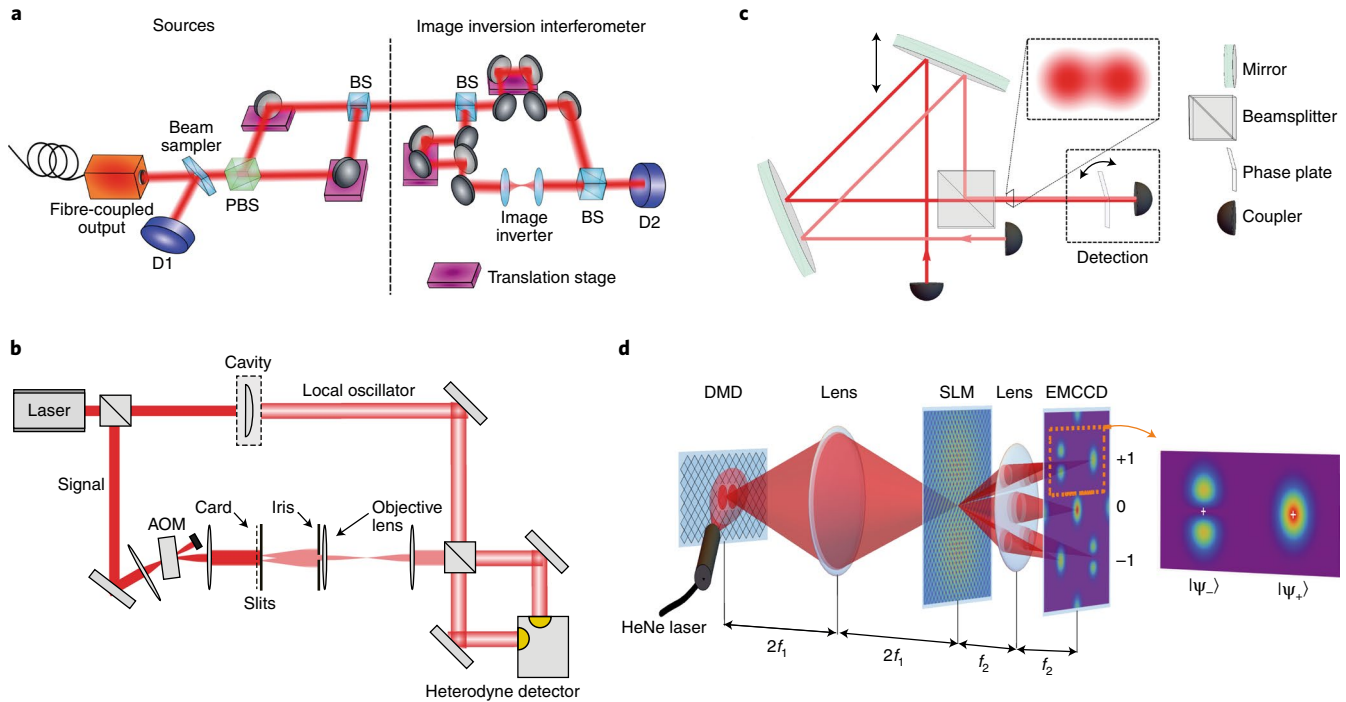 a
Sources
Image inversion interferometer
BS
BS
Beam
sampler
Fibre-coupled
output
PBS
D1
Image
inverter
BS
D2
Translation stage
c
Mirror
Beamsplitter
Phase plate
Coupler
Detection
b
Cavity
Laser
Local oscillator
Signal
AOM
Card
Iris
Objective
lens
Slits
Heterodyne detector
d
DMD
Lens
SLM
Lens
EMCCD
+1
0
−1
HeNe laser
2f₁
2f₁
f₂
f₂
|ψ₋⟩
|ψ₊⟩